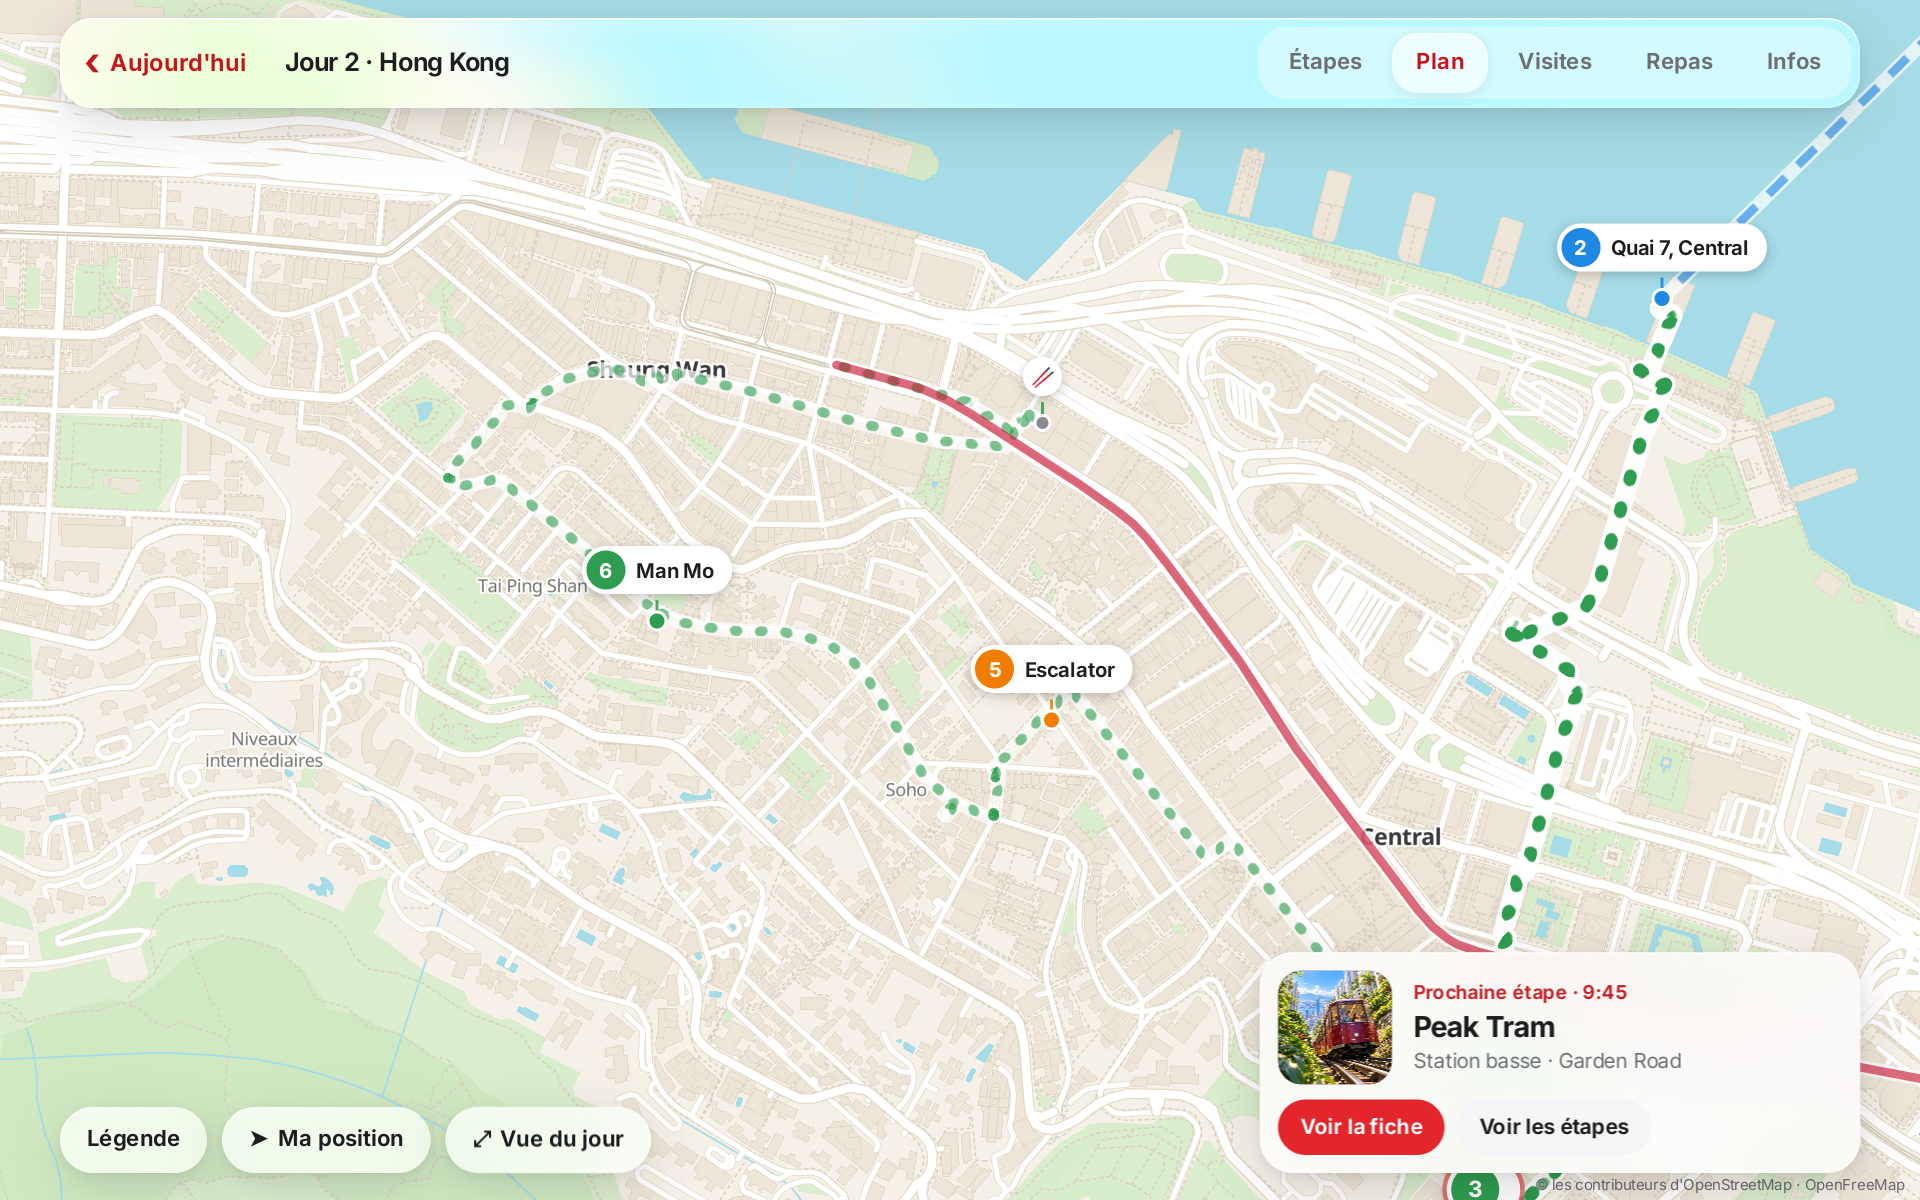 Aujourd'hui
Jour 2 · Hong Kong
Étapes
Plan
Visites
Repas
Infos
2 Quai 7, Central
Sheung Wan
6 Man Mo
Tai Ping Shan
5 Escalator
Niveaux
intermédiaires
Soho
Central
Prochaine étape · 9:45
Peak Tram
Station basse · Garden Road
Voir la fiche
Voir les étapes
Légende
Ma position
Vue du jour
3
© les contributeurs d'OpenStreetMap · OpenFreeMap